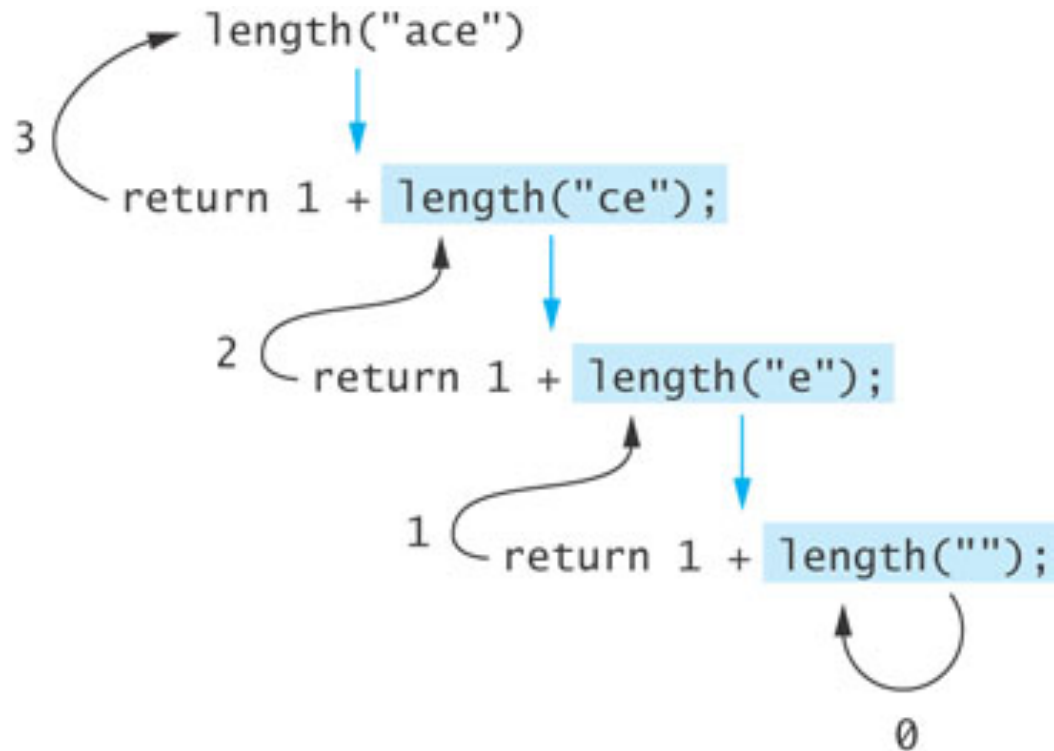 length("ace")
3
return 1 + length("ce");
2
return 1 + length("e");
1
return 1 + length("");
0